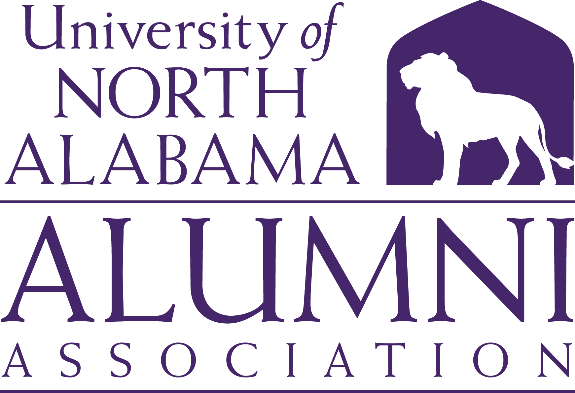 University of
NORTH
ALABAMA
ALUMNI
ASSOCIATION